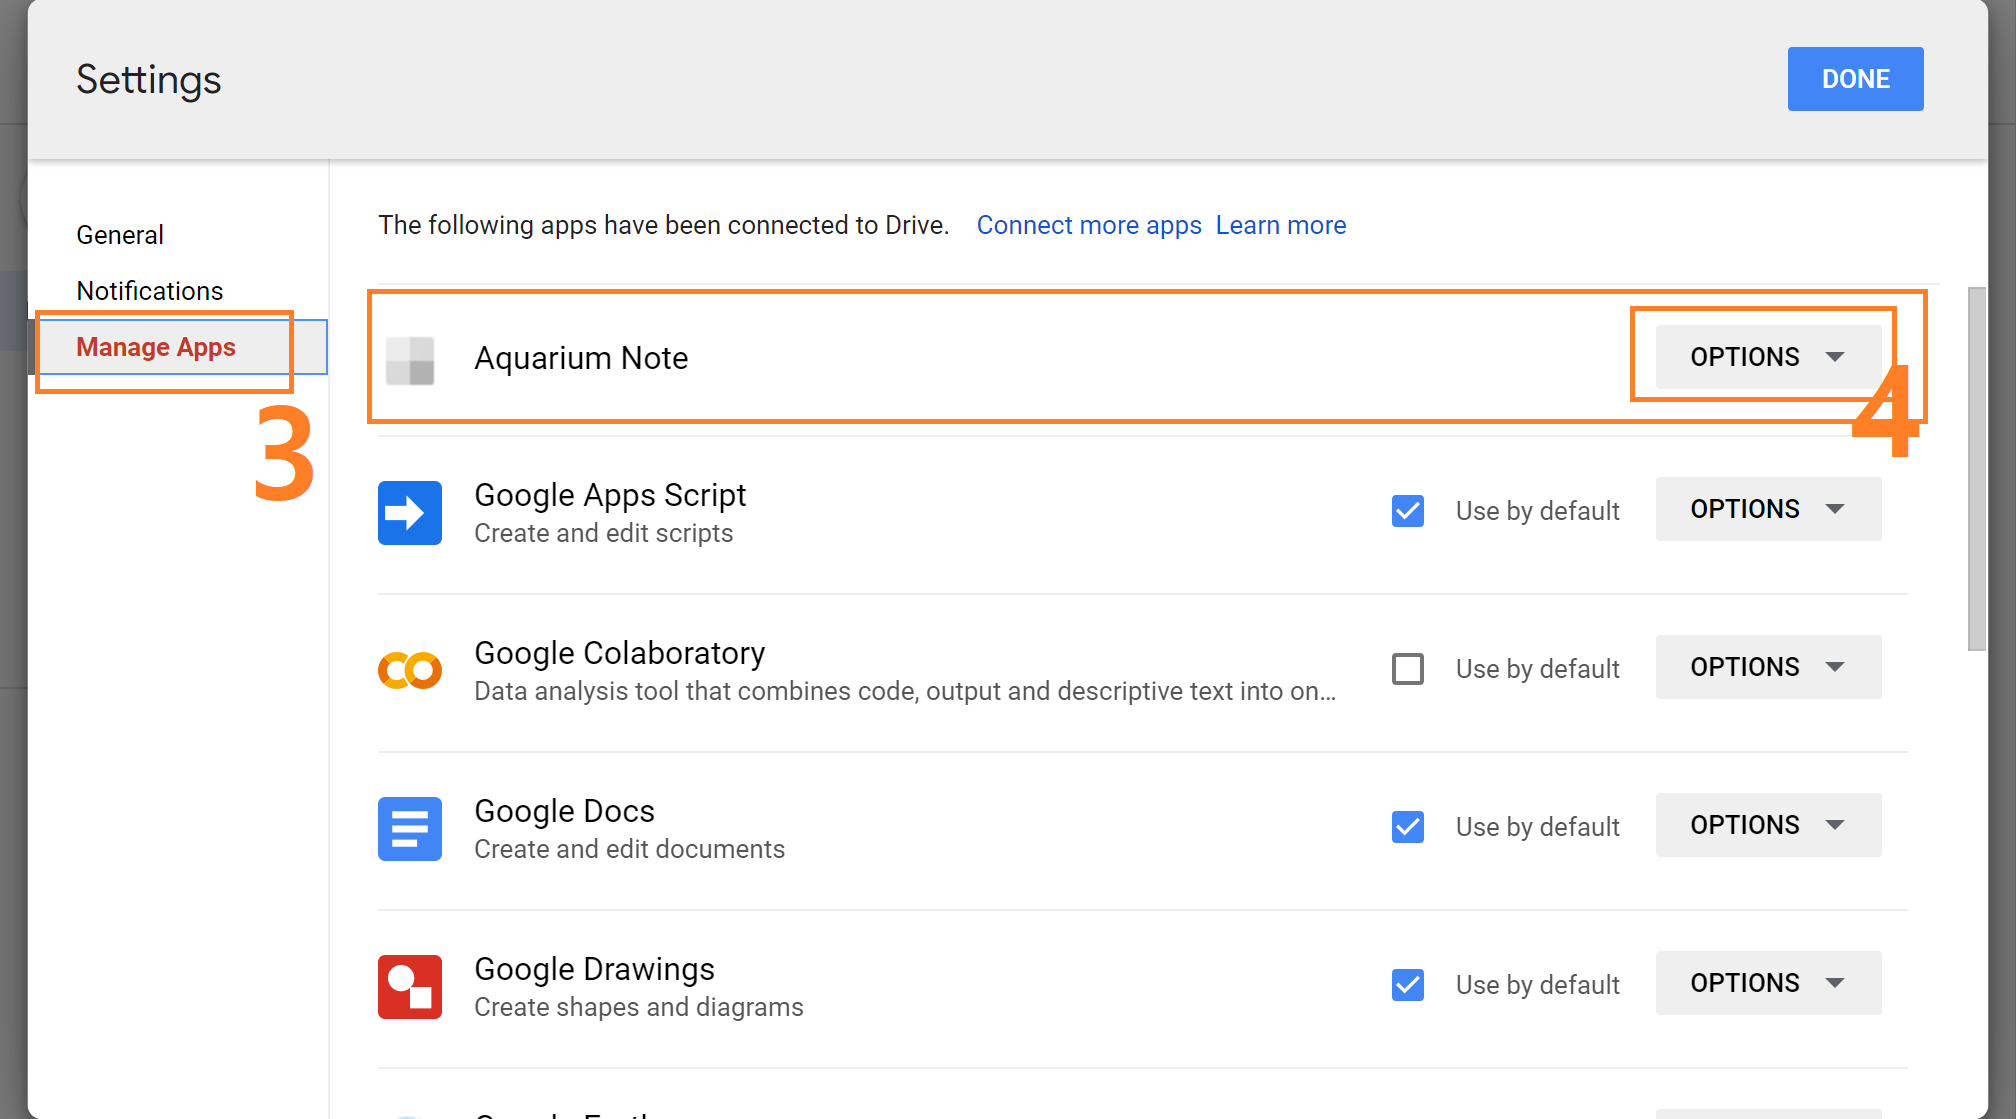 Settings
DONE
General
Notifications
Manage Apps
3
The following apps have been connected to Drive. Connect more apps Learn more
Aquarium Note
OPTIONS
4
Google Apps Script
Create and edit scripts
Use by default
OPTIONS
Google Colaboratory
Data analysis tool that combines code, output and descriptive text into on...
Use by default
OPTIONS
Google Docs
Create and edit documents
Use by default
OPTIONS
Google Drawings
Create shapes and diagrams
Use by default
OPTIONS